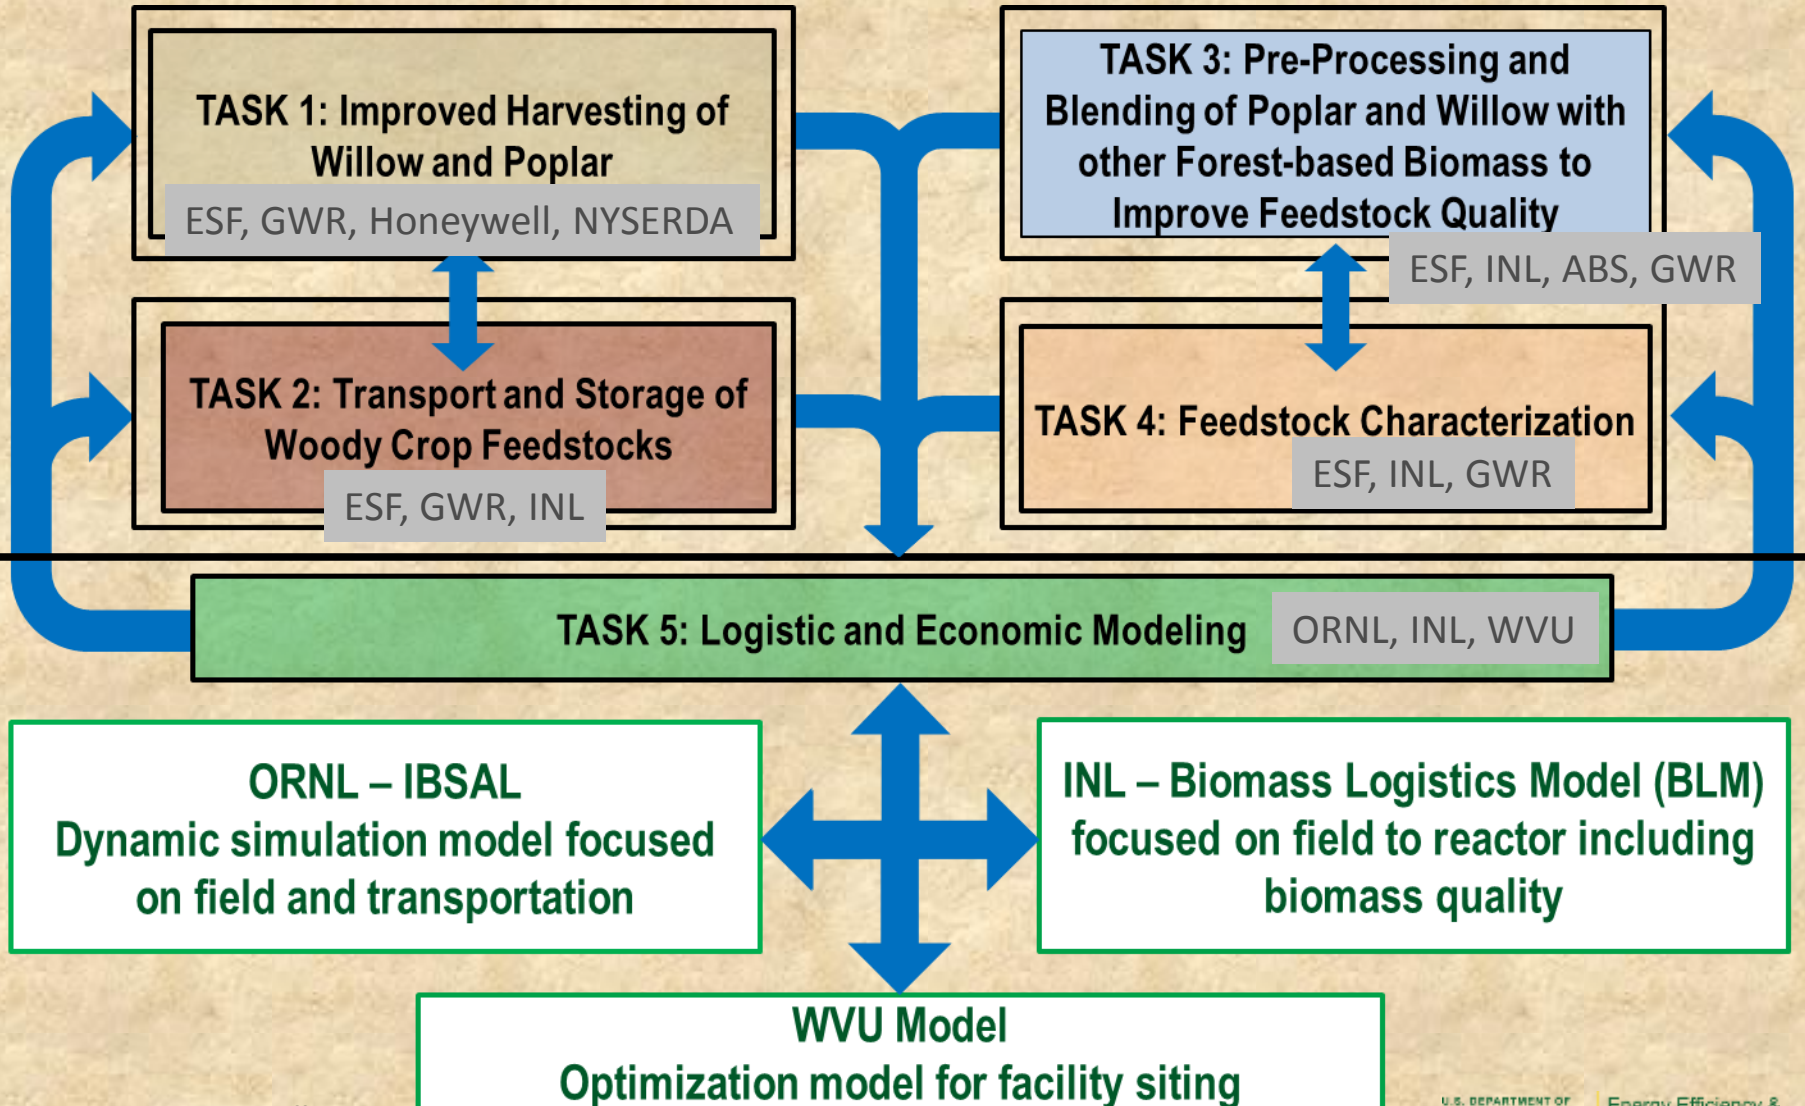 TASK 1: Improved Harvesting of
Willow and Poplar
ESF, GWR, Honeywell, NYSERDA
TASK 3: Pre-Processing and
Blending of Poplar and Willow with
other Forest-based Biomass to
Improve Feedstock Quality
ESF, INL, ABS, GWR
TASK 2: Transport and Storage of
Woody Crop Feedstocks
ESF, GWR, INL
TASK 4: Feedstock Characterization
ESF, INL, GWR
TASK 5: Logistic and Economic Modeling
ORNL, INL, WVU
ORNL – IBSAL
Dynamic simulation model focused
on field and transportation
INL – Biomass Logistics Model (BLM)
focused on field to reactor including
biomass quality
WVU Model
Optimization model for facility siting
U.S. DEPARTMENT OF
Energy Efficiency &